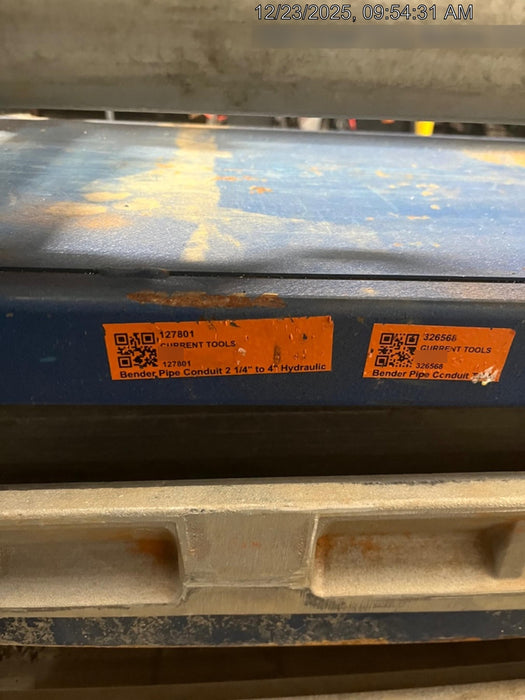 12/23/2025, 09:54:31 AM
127801
CURRENT TOOLS
127801
Bender Pipe Conduit 2 1/4" to 4" Hydraulic
326568
CURRENT TOOLS
326568
Bender Pipe Conduit